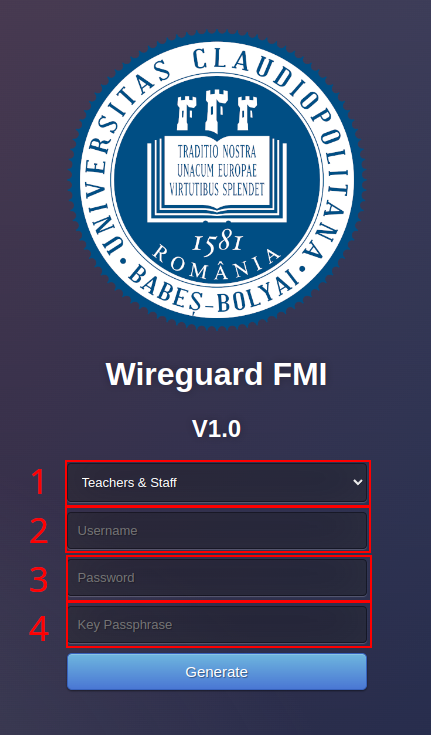 UNIVERSITAS CLAUDIOPOLITANA
TRADITIO NOSTRA
UNACUM EUROPAE
VIRTUTIBUS SPLENDET
1581
ROMÂNIA
• BABEŞ-BOLYAI •
Wireguard FMI
V1.0
1 Teachers & Staff
2 Username
3 Password
4 Key Passphrase
Generate